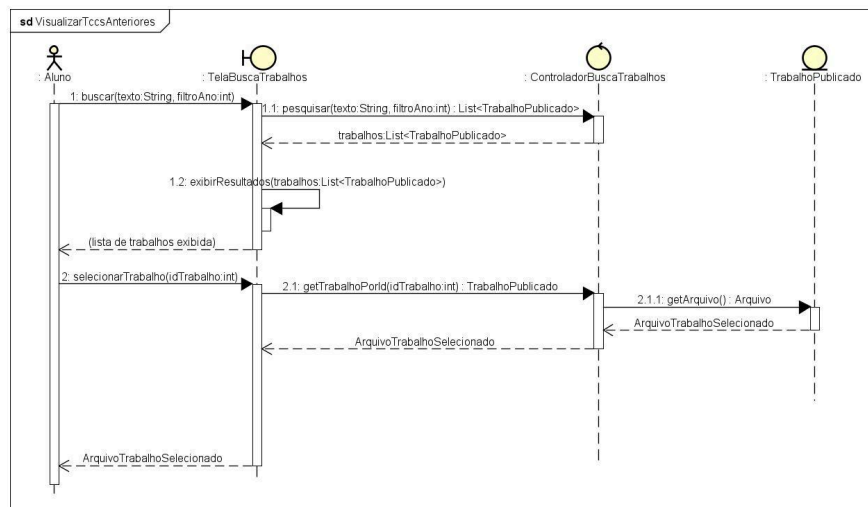 sd VisualizarTccsAnteriores
: Aluno
: TelaBuscaTrabalhos
: ControladorBuscaTrabalhos
: TrabalhoPublicado
1: buscar(texto:String, filtroAno:int)
1.1: pesquisar(texto:String, filtroAno:int) : List<TrabalhoPublicado>
trabalhos:List<TrabalhoPublicado>
1.2: exibirResultados(trabalhos:List<TrabalhoPublicado>)
(lista de trabalhos exibida)
2: selecionarTrabalho(idTrabalho:int)
2.1: getTrabalhoPorId(idTrabalho:int) : TrabalhoPublicado
2.1.1: getArquivo() : Arquivo
ArquivoTrabalhoSelecionado
ArquivoTrabalhoSelecionado
ArquivoTrabalhoSelecionado